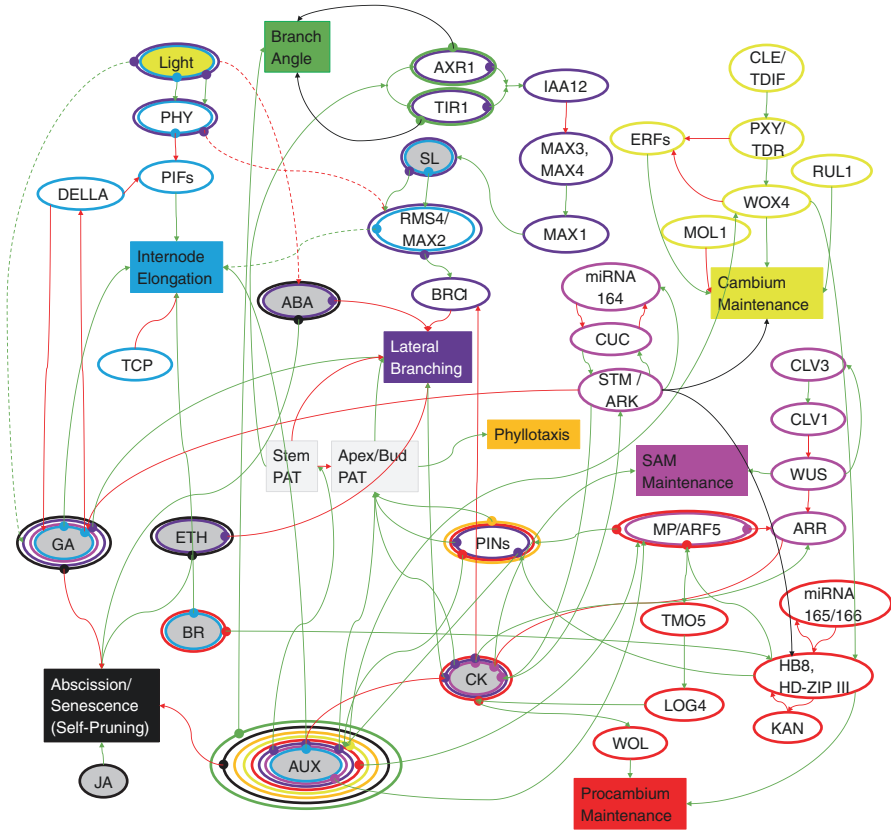 Branch
Angle
Light
AXR1
TIR1
IAA12
CLE/
TDIF
PHY
ERFs
PXY/
TDR
MAX3,
MAX4
SL
RUL1
DELLA
PIFs
WOX4
RMS4/
MAX2
MAX1
MOL1
Internode
Elongation
ABA
BRC1
miRNA
164
Cambium
Maintenance
CUC
TCP
Lateral
Branching
STM /
ARK
CLV3
CLV1
Phyllotaxis
Stem
PAT
Apex/Bud
PAT
SAM
Maintenance
WUS
GA
ETH
PINs
MP/ARF5
ARR
miRNA
165/166
BR
TMO5
HB8,
HD-ZIP III
CK
Abscission/
Senescence
(Self-Pruning)
LOG4
KAN
WOL
AUX
JA
Procambium
Maintenance